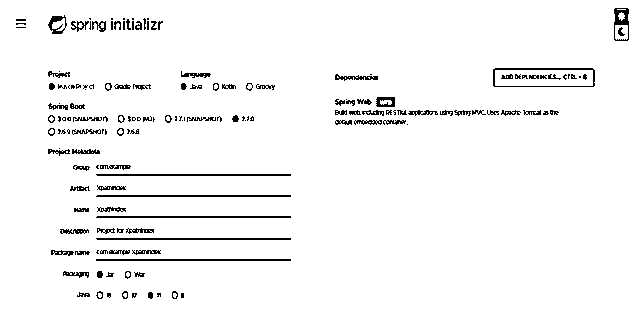 spring initializr
Project
Maven Project Gradle Project
Language
Java Kotlin Groovy
Spring Boot
3.0.0 (SNAPSHOT) 3.0.0 (M3) 2.7.1 (SNAPSHOT) 2.7.0
2.6.9 (SNAPSHOT) 2.6.8
Project Metadata
Group com.example
Artifact XpathIndex
Name XpathIndex
Description Project for XpathIndex
Package name com.example.XpathIndex
Packaging Jar War
Java 18 17 11 8
Dependencies
ADD DEPENDENCIES... CTRL + B
Spring Web WEB
Build web, including RESTful, applications using Spring MVC. Uses Apache Tomcat as the
default embedded container.